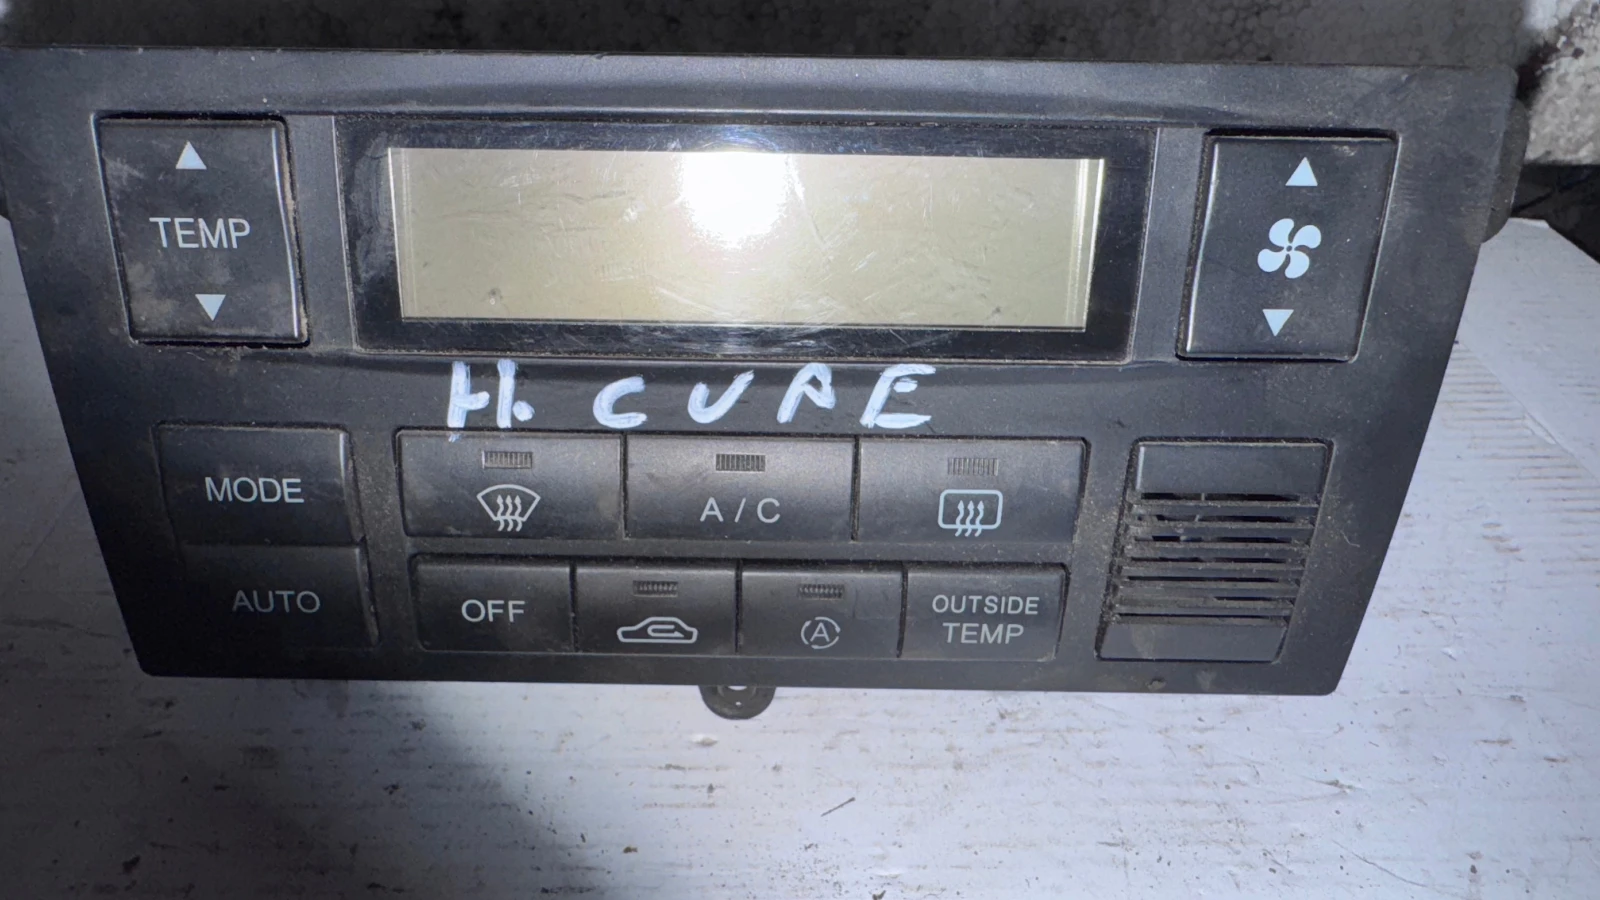 TEMP
H. CUPE
MODE
A/C
AUTO
OFF
A
OUTSIDE
TEMP